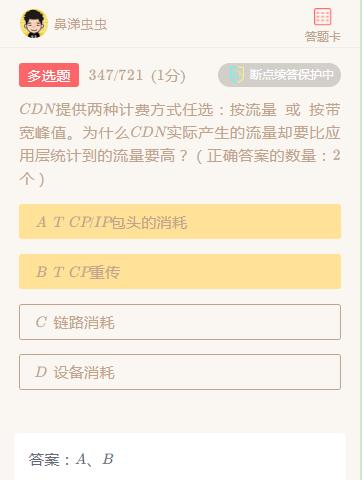 鼻涕虫虫
答题卡
多选题 347/721 (1分) 断点续答保护中
CDN提供两种计费方式任选：按流量 或 按带
宽峰值。为什么CDN实际产生的流量却要比应
用层统计到的流量要高？（正确答案的数量：2
个）
A T CP/IP包头的消耗
B T CP重传
C 链路消耗
D 设备消耗
答案：A、B